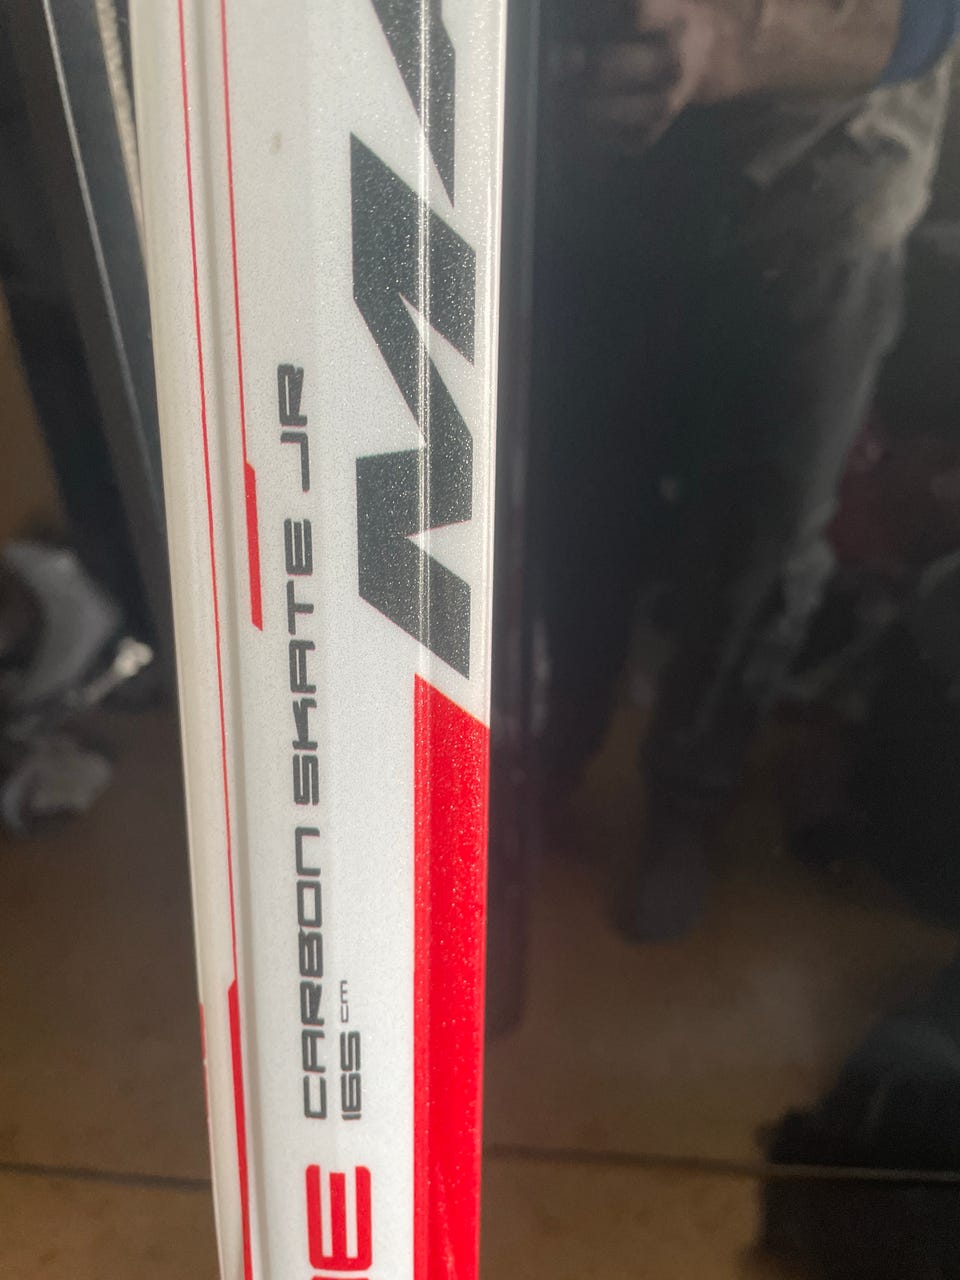 E CARBON SKATE JR
165 cm
M